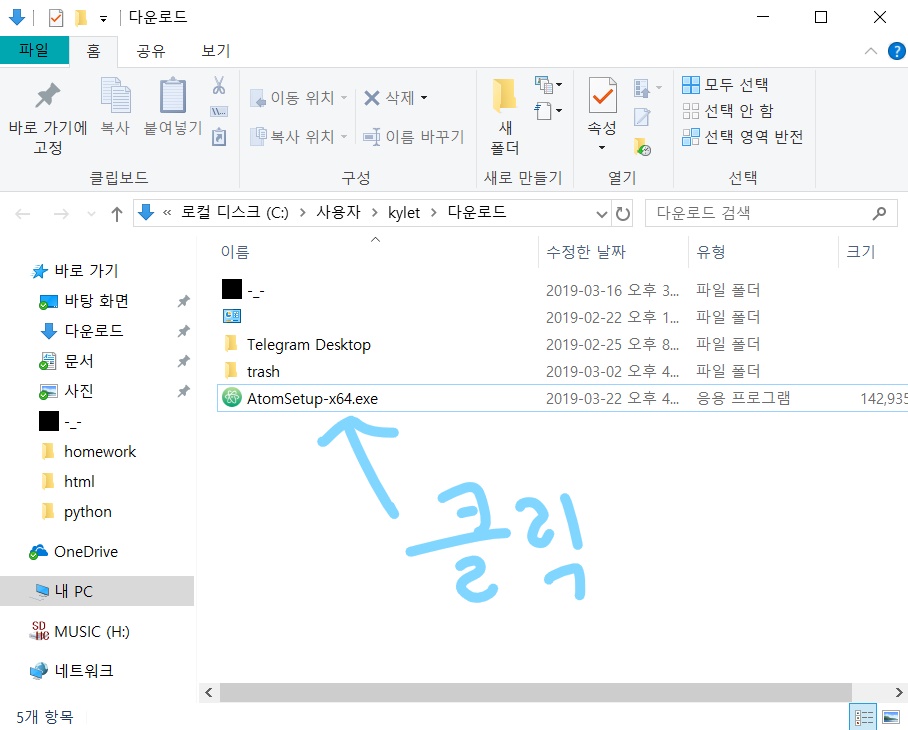 다운로드
파일 홈 공유 보기
바로 가기에 고정
복사
붙여넣기
클립보드
이동 위치
복사 위치
삭제
이름 바꾸기
구성
새 폴더
새로 만들기
속성
열기
모두 선택
선택 안 함
선택 영역 반전
선택
« 로컬 디스크 (C:) > 사용자 > kylet > 다운로드
다운로드 검색
이름 수정한 날짜 유형 크기
-_- 2019-03-16 오후 3... 파일 폴더
2019-02-22 오후 1... 파일 폴더
Telegram Desktop 2019-02-25 오후 8... 파일 폴더
trash 2019-03-02 오후 4... 파일 폴더
AtomSetup-x64.exe 2019-03-22 오후 4... 응용 프로그램 142,935
바로 가기
바탕 화면
다운로드
문서
사진
-_-
homework
html
python
OneDrive
내 PC
MUSIC (H:)
네트워크
클릭
5개 항목